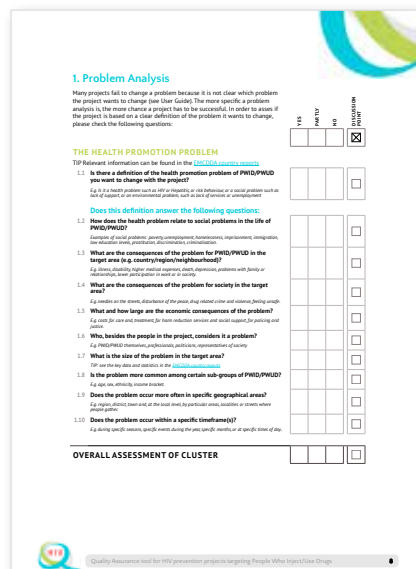 1. Problem Analysis
Many projects fail to change a problem because it is not clear which problem
the project wants to change (see User Guide). The more specific a problem
analysis is, the more chance a project has to be successful. In order to asses if
the project is based on a clear definition of the problem it wants to change,
please check the following questions:
YES
PARTLY
NO
DISCUSSION
POINT
THE HEALTH PROMOTION PROBLEM
TIP Relevant information can be found in the EMCDDA country reports
1.1 Is there a definition of the health promotion problem of PWID/PWUD
you want to change with the project?
E.g. is it a health problem such as HIV or Hepatitis, or risk behaviour, or a social problem such as
lack of support, or an environmental problem, such as lack of services or unemployment
Does this definition answer the following questions:
1.2 How does the health problem relate to social problems in the life of
PWID/PWUD?
Examples of social problems: poverty, unemployment, homelessness, imprisonment, immigration,
low education levels, prostitution, discrimination, criminalisation.
1.3 What are the consequences of the problem for PWID/PWUD in the
target area (e.g. country/region/neighbourhood)?
E.g. illness, disability, higher medical expenses, death, depression, problems with family or
relationships, lower participation in work or in society.
1.4 What are the consequences of the problem for society in the target
area?
E.g. needles on the streets, disturbance of the peace, drug related crime and violence, feeling unsafe.
1.5 What and how large are the economic consequences of the problem?
E.g. costs for care and treatment, for harm reduction services and social support, for policing and
justice.
1.6 Who, besides the people in the project, considers it a problem?
E.g. PWID/PWUD themselves, professionals, politicians, representatives of society
1.7 What is the size of the problem in the target area?
TIP: see the key data and statistics in the EMCDDA country reports
1.8 Is the problem more common among certain sub-groups of PWID/PWUD?
E.g. age, sex, ethnicity, income bracket.
1.9 Does the problem occur more often in specific geographical areas?
E.g. region, district, town and, at the local level, by particular areas, localities or streets where
people gather.
1.10 Does the problem occur within a specific timeframe(s)?
E.g. during specific seasons, specific events during the year, specific months, or at specific times of day.
OVERALL ASSESSMENT OF CLUSTER
Quality Assurance tool for HIV prevention projects targeting People Who Inject/Use Drugs
8